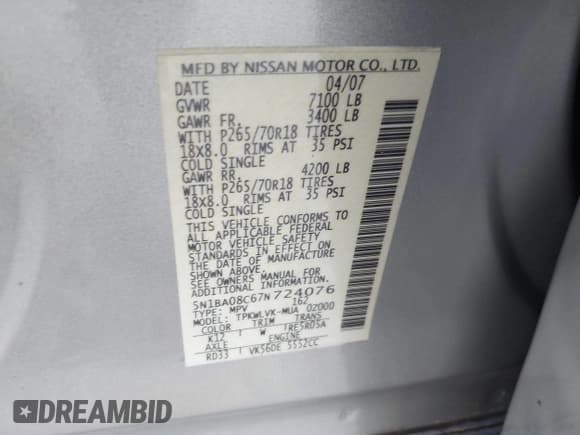 MFD BY NISSAN MOTOR CO., LTD.
DATE 04/07
GVWR 7100 LB
GAWR FR. 3400 LB
WITH P265/70R18 TIRES
18X8.0 RIMS AT 35 PSI
COLD SINGLE
GAWR RR. 4200 LB
WITH P265/70R18 TIRES
18X8.0 RIMS AT 35 PSI
COLD SINGLE
THIS VEHICLE CONFORMS TO
ALL APPLICABLE FEDERAL
MOTOR VEHICLE SAFETY
STANDARDS IN EFFECT ON
THE DATE OF MANUFACTURE
SHOWN ABOVE.
SEE OWNERS MANUAL FOR
ADDITIONAL INFORMATION.
5N1BA08C67N724076
TYPE: MPV 162
MODEL: TPKWLVK-MUA 02000
COLOR TRIM TRANS
K12 W RE5R05A
AXLE ENGINE
RD33 VK56DE 5552CC
DREAMBID